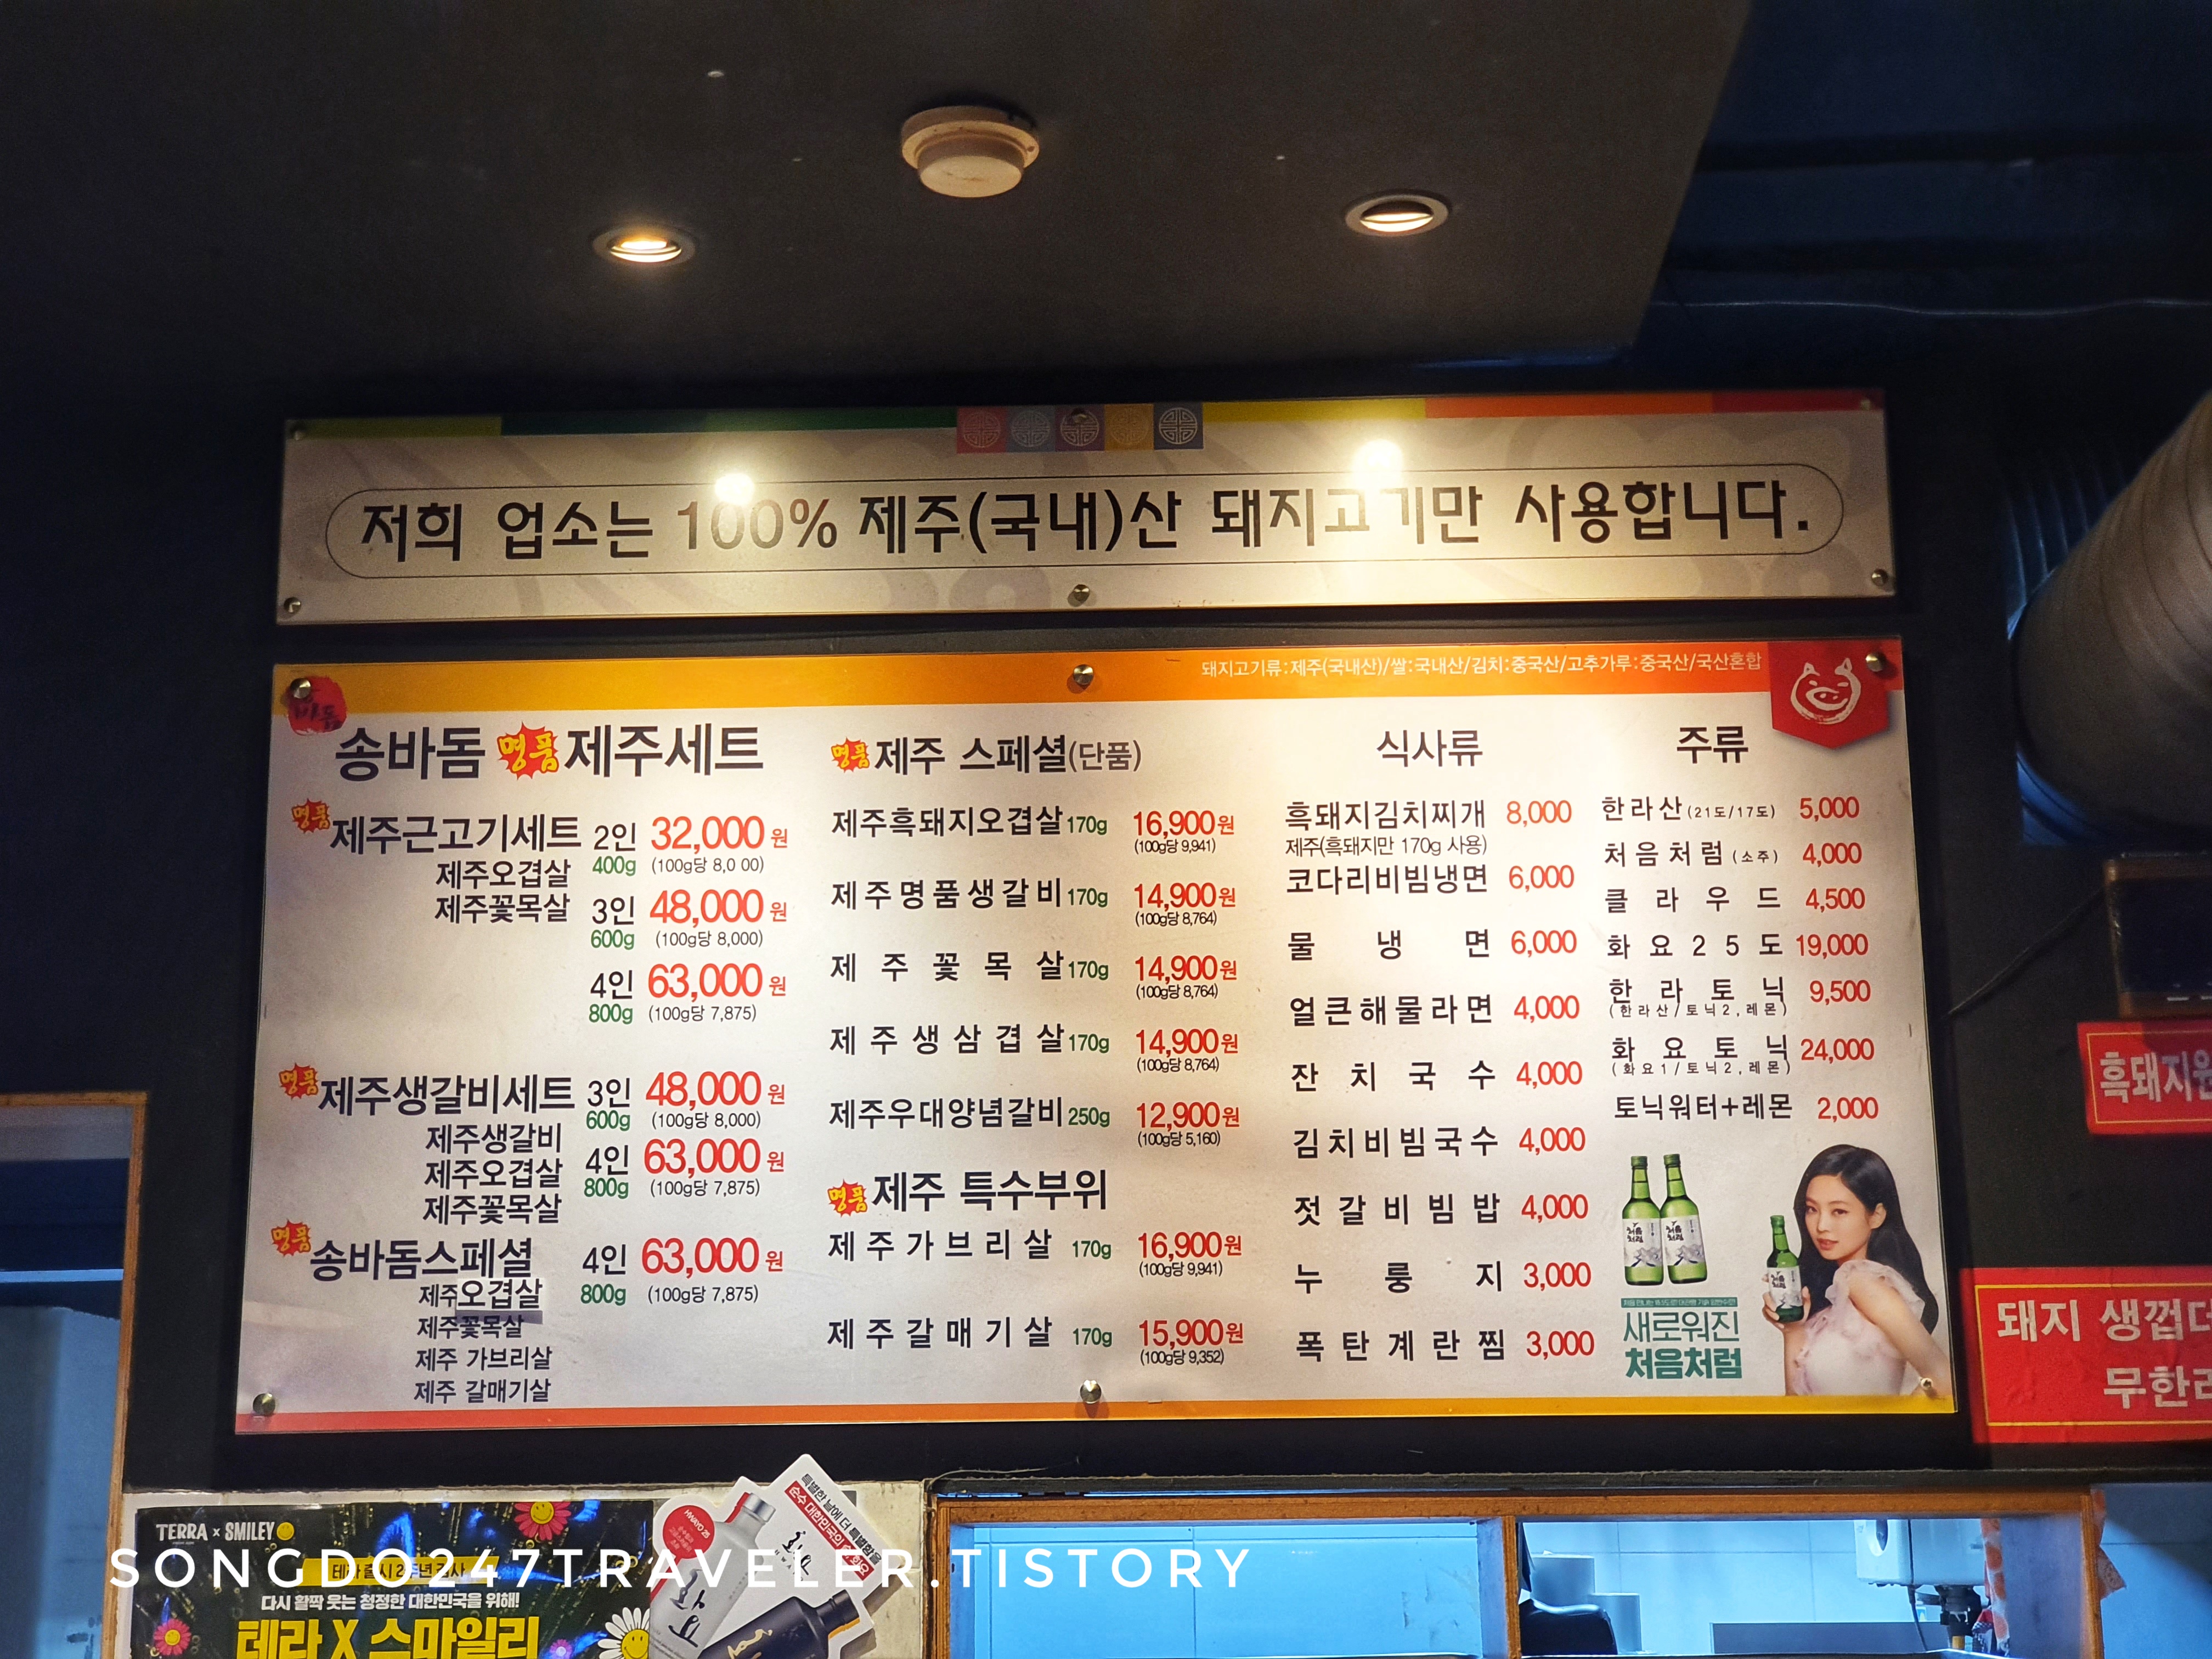 저희 업소는 100% 제주(국내)산 돼지고기만 사용합니다.
돼지고기류:제주(국내산)/쌀:국내산/김치:중국산/고추가루:중국산/국산혼합
송바돔 명품 제주세트
명품 제주근고기세트 2인 32,000원
제주오겹살 400g (100g당 8,000)
제주꽃목살 3인 48,000원
600g (100g당 8,000)
4인 63,000원
800g (100g당 7,875)
명품 제주생갈비세트 3인 48,000원
600g (100g당 8,000)
제주생갈비
제주오겹살 4인 63,000원
800g (100g당 7,875)
제주꽃목살
명품 송바돔스페셜 4인 63,000원
제주오겹살 800g (100g당 7,875)
제주꽃목살
제주 가브리살
제주 갈매기살
명품 제주 스페셜(단품)
제주흑돼지오겹살 170g 16,900원
(100g당 9,941)
제주명품생갈비 170g 14,900원
(100g당 8,764)
제주꽃목살 170g 14,900원
(100g당 8,764)
제주생삼겹살 170g 14,900원
(100g당 8,764)
제주우대양념갈비 250g 12,900원
(100g당 5,160)
명품 제주 특수부위
제주가브리살 170g 16,900원
(100g당 9,941)
제주갈매기살 170g 15,900원
(100g당 9,352)
식사류
흑돼지김치찌개 8,000
제주(흑돼지만 170g 사용)
코다리비빔냉면 6,000
물냉면 6,000
얼큰해물라면 4,000
잔치국수 4,000
김치비빔국수 4,000
젓갈비빔밥 4,000
누룽지 3,000
폭탄계란찜 3,000
주류
한라산(21도/17도) 5,000
처음처럼(소주) 4,000
클라우드 4,500
화요25도 19,000
한라토닉 9,500
(한라산/토닉2,레몬)
화요토닉 24,000
(화요1/토닉2,레몬)
토닉워터+레몬 2,000
새로워진
처음처럼
흑돼지
돼지 생껍
무한
TERRA x SMILEY
다시 활짝 웃는 청정한 대한민국을 위해!
테라 X 스마일리
특별한 날에 더 특별함을
화요
SONGDO247TRAVELER.TISTORY